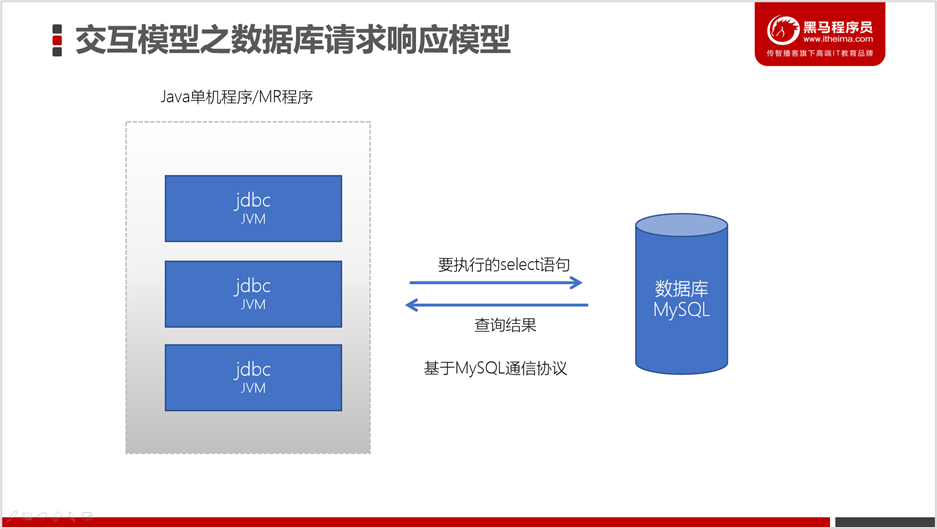 交互模型之数据库请求响应模型
黑马程序员
www.itheima.com
传智播客旗下高端IT教育品牌
Java单机程序/MR程序
jdbc
JVM
jdbc
JVM
jdbc
JVM
要执行的select语句
查询结果
基于MySQL通信协议
数据库
MySQL